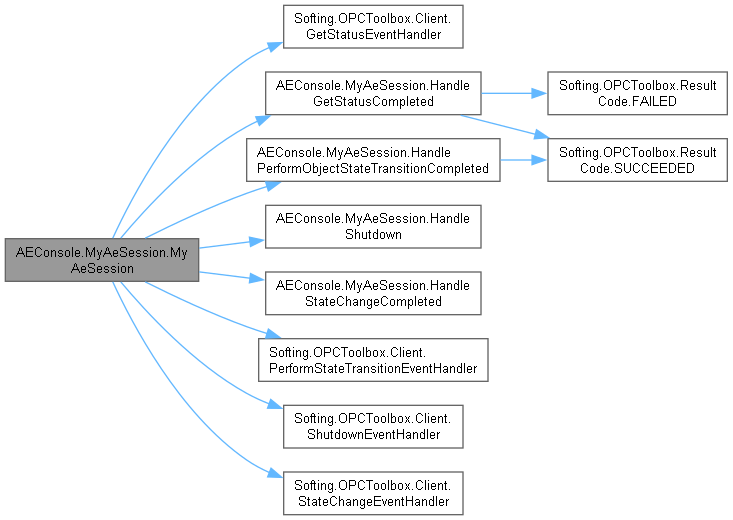 Softing.OPCToolbox.Client.
GetStatusEventHandler
AEConsole.MyAeSession.Handle
GetStatusCompleted
Softing.OPCToolbox.Result
Code.FAILED
AEConsole.MyAeSession.Handle
PerformObjectStateTransitionCompleted
Softing.OPCToolbox.Result
Code.SUCCEEDED
AEConsole.MyAeSession.Handle
Shutdown
AEConsole.MyAeSession.My
AeSession
AEConsole.MyAeSession.Handle
StateChangeCompleted
Softing.OPCToolbox.Client.
PerformStateTransitionEventHandler
Softing.OPCToolbox.Client.
ShutdownEventHandler
Softing.OPCToolbox.Client.
StateChangeEventHandler